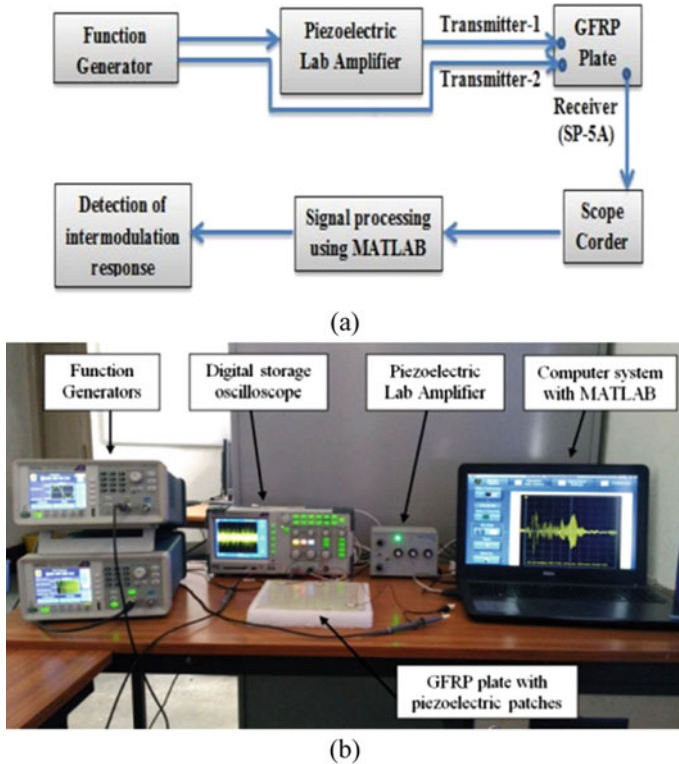 Function
Generator
Piezoelectric
Lab Amplifier
Transmitter-1
Transmitter-2
GFRP
Plate
Receiver
(SP-5A)
Detection of
intermodulation
response
Signal processing
using MATLAB
Scope
Corder
(a)
Function
Generators
Digital storage
oscilloscope
Piezoelectric
Lab Amplifier
Computer system
with MATLAB
DELL
GFRP plate with
piezoelectric patches
(b)